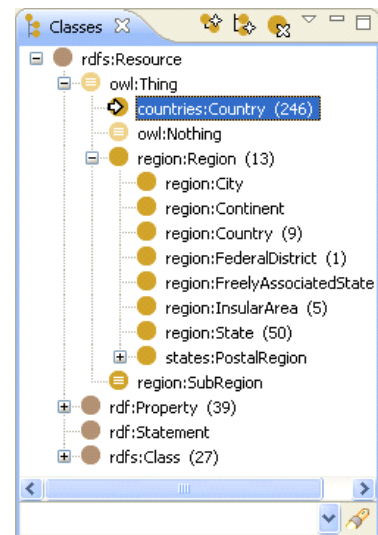 Classes
rdfs:Resource
owl:Thing
countries:Country (246)
owl:Nothing
region:Region (13)
region:City
region:Continent
region:Country (9)
region:FederalDistrict (1)
region:FreelyAssociatedState
region:InsularArea (5)
region:State (50)
states:PostalRegion
region:SubRegion
rdf:Property (39)
rdf:Statement
rdfs:Class (27)